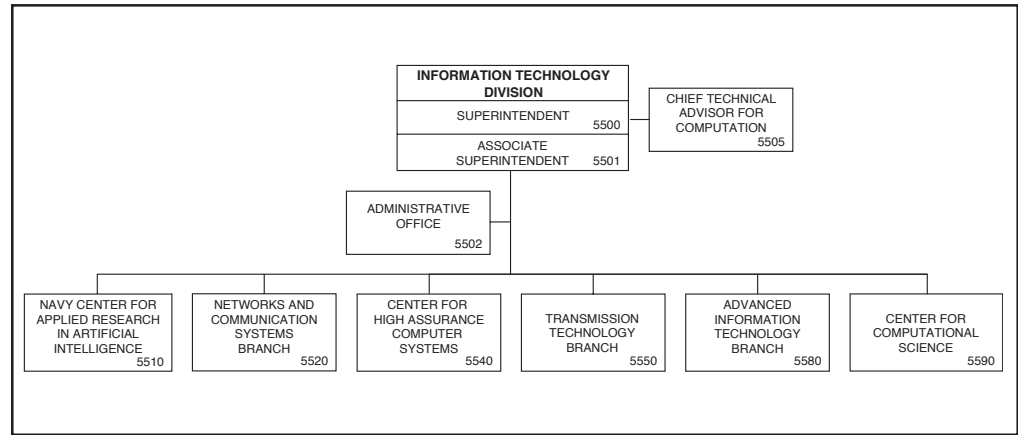 INFORMATION TECHNOLOGY
DIVISION
SUPERINTENDENT
5500
ASSOCIATE
SUPERINTENDENT 5501
CHIEF TECHNICAL
ADVISOR FOR
COMPUTATION
5505
ADMINISTRATIVE
OFFICE
5502
NAVY CENTER FOR
APPLIED RESEARCH
IN ARTIFICIAL
INTELLIGENCE
5510
NETWORKS AND
COMMUNICATION
SYSTEMS
BRANCH
5520
CENTER FOR
HIGH ASSURANCE
COMPUTER
SYSTEMS
5540
TRANSMISSION
TECHNOLOGY
BRANCH
5550
ADVANCED
INFORMATION
TECHNOLOGY
BRANCH
5580
CENTER FOR
COMPUTATIONAL
SCIENCE
5590